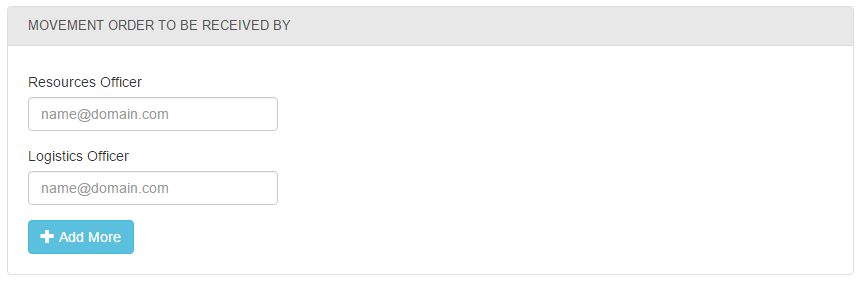 MOVEMENT ORDER TO BE RECEIVED BY
Resources Officer
name@domain.com
Logistics Officer
name@domain.com
Add More